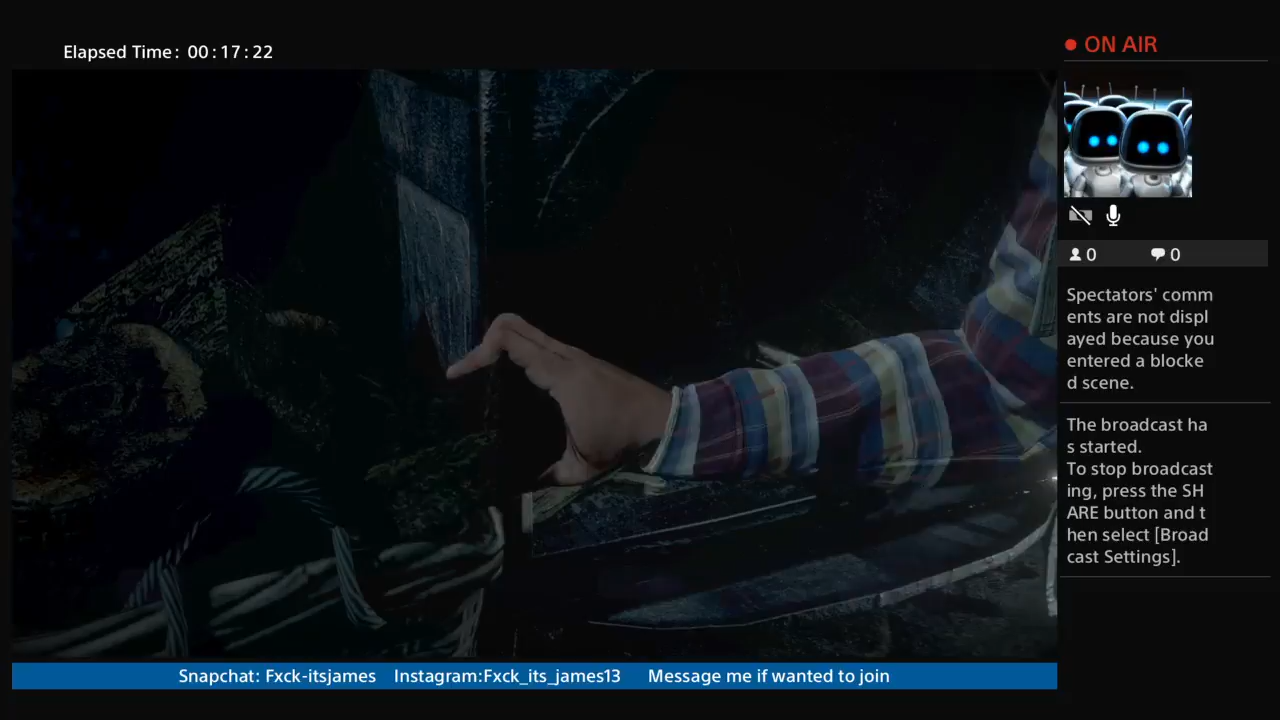 Elapsed Time: 00:17:22
ON AIR
0 0
Spectators' comm
ents are not displ
ayed because you
entered a blocke
d scene.
The broadcast ha
s started.
To stop broadcast
ing, press the SH
ARE button and t
hen select [Broad
cast Settings].
Snapchat: Fxck-itsjames Instagram:Fxck_its_james13 Message me if wanted to join